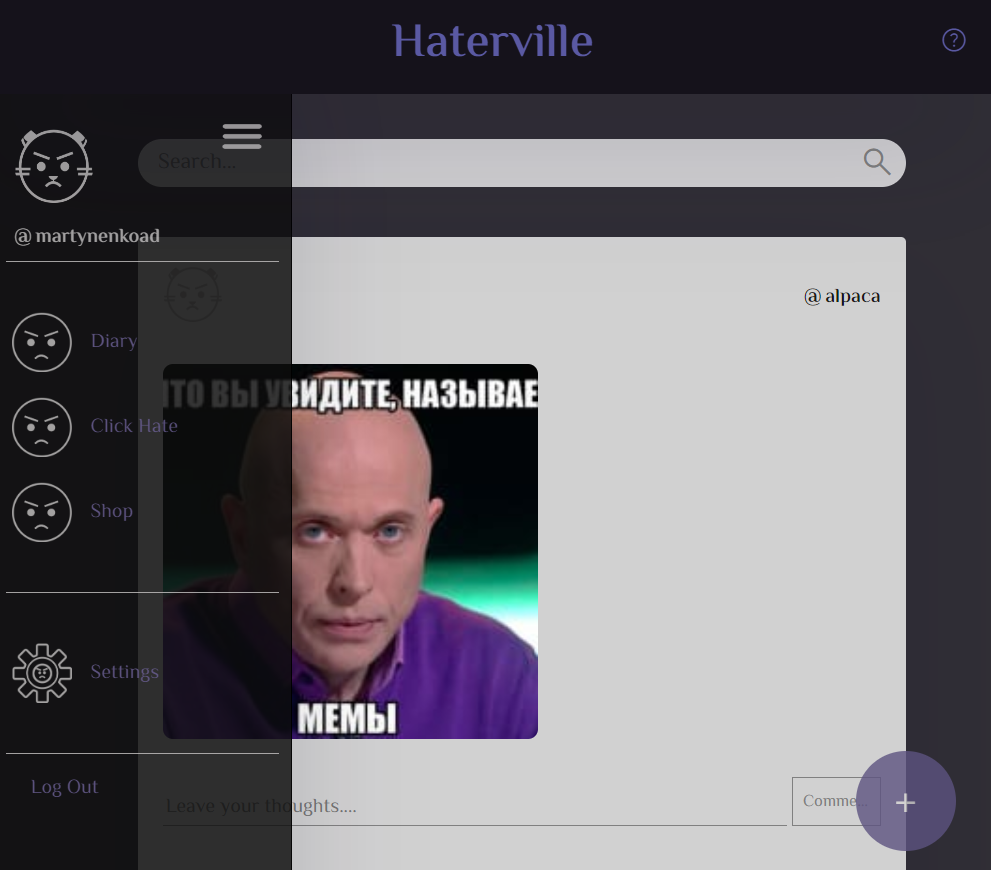 Haterville
?
Search...
@martynenkoad
@alpaca
Diary
Click Hate
Shop
Settings
Log Out
ТО ВЫ УВИДИТЕ, НАЗЫВАЕ
МЕМЫ
Leave your thoughts....
Comme
+